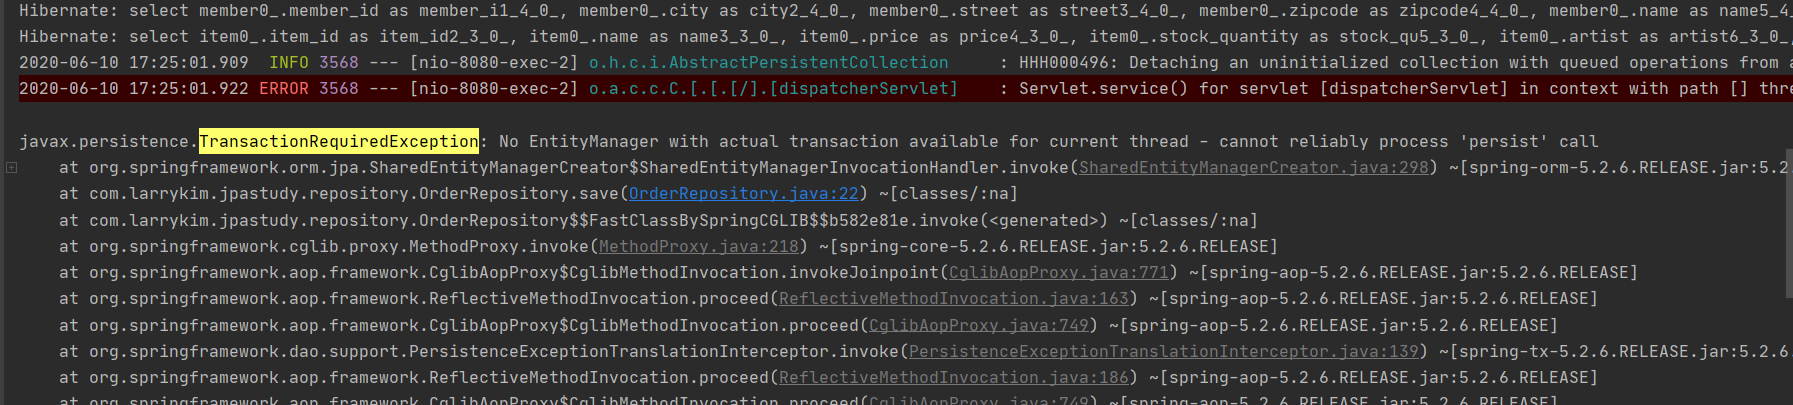 Hibernate: select member0_.member_id as member_i1_4_0_, member0_.city as city2_4_0_, member0_.street as street3_4_0_, member0_.zipcode as zipcode4_4_0_, member0_.name as name5_4_
Hibernate: select item0_.item_id as item_id2_3_0_, item0_.name as name3_3_0_, item0_.price as price4_3_0_, item0_.stock_quantity as stock_qu5_3_0_, item0_.artist as artist6_3_0_,
2020-06-10 17:25:01.909  INFO 3568 --- [nio-8080-exec-2] o.h.c.i.AbstractPersistentCollection     : HHH000496: Detaching an uninitialized collection with queued operations from a
2020-06-10 17:25:01.922 ERROR 3568 --- [nio-8080-exec-2] o.a.c.c.C.[.[.[/].[dispatcherServlet]    : Servlet.service() for servlet [dispatcherServlet] in context with path [] thre
javax.persistence.TransactionRequiredException: No EntityManager with actual transaction available for current thread - cannot reliably process 'persist' call
at org.springframework.orm.jpa.SharedEntityManagerCreator$SharedEntityManagerInvocationHandler.invoke(SharedEntityManagerCreator.java:298) ~[spring-orm-5.2.6.RELEASE.jar:5.2.
at com.larrykim.jpastudy.repository.OrderRepository.save(OrderRepository.java:22) ~[classes/:na]
at com.larrykim.jpastudy.repository.OrderRepository$$FastClassBySpringCGLIB$$b582e81e.invoke(<generated>) ~[classes/:na]
at org.springframework.cglib.proxy.MethodProxy.invoke(MethodProxy.java:218) ~[spring-core-5.2.6.RELEASE.jar:5.2.6.RELEASE]
at org.springframework.aop.framework.CglibAopProxy$CglibMethodInvocation.invokeJoinpoint(CglibAopProxy.java:771) ~[spring-aop-5.2.6.RELEASE.jar:5.2.6.RELEASE]
at org.springframework.aop.framework.ReflectiveMethodInvocation.proceed(ReflectiveMethodInvocation.java:163) ~[spring-aop-5.2.6.RELEASE.jar:5.2.6.RELEASE]
at org.springframework.aop.framework.CglibAopProxy$CglibMethodInvocation.proceed(CglibAopProxy.java:749) ~[spring-aop-5.2.6.RELEASE.jar:5.2.6.RELEASE]
at org.springframework.dao.support.PersistenceExceptionTranslationInterceptor.invoke(PersistenceExceptionTranslationInterceptor.java:139) ~[spring-tx-5.2.6.RELEASE.jar:5.2.6.
at org.springframework.aop.framework.ReflectiveMethodInvocation.proceed(ReflectiveMethodInvocation.java:186) ~[spring-aop-5.2.6.RELEASE.jar:5.2.6.RELEASE]
at org.springframework.aop.framework.CglibAopProxy$CglibMethodInvocation.proceed(CglibAopProxy.java:749) ~[spring-aop-5.2.6.RELEASE.jar:5.2.6.RELEASE]